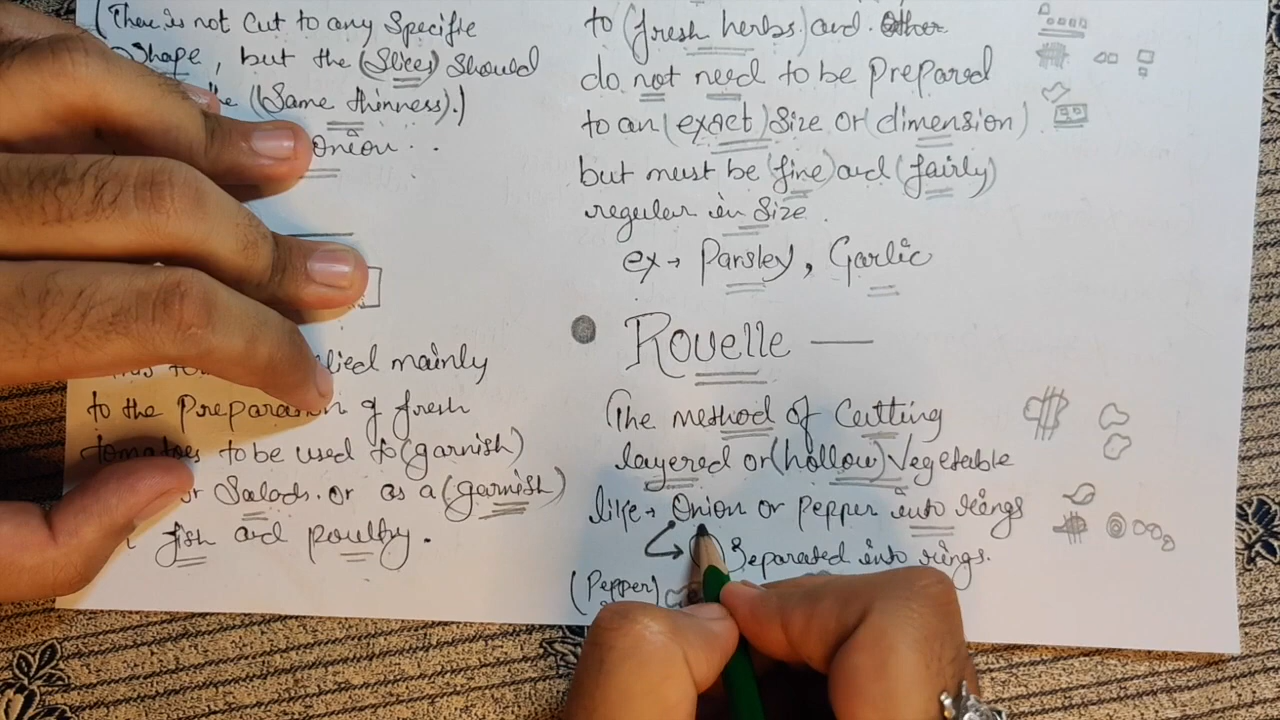 (There is not cut to any Specific
Shape, but the (Slices) Should
(Same thinness).)
Onion.
mainly
to the Preparation of fresh
tomatoes to be used to (garnish)
or Salads. or as a (garnish)
fish and poultry.
to (fresh herbs) and. other
do not need to be Prepared
to an (exact) Size or (dimension)
but must be (fine) and (fairly)
regular in Size.
ex → Parsley, Garlic
Rouelle —
The method of Cutting
layered or (hollow) Vegetable
like → Onion or Pepper into rings
Separated into rings.
(Pepper)